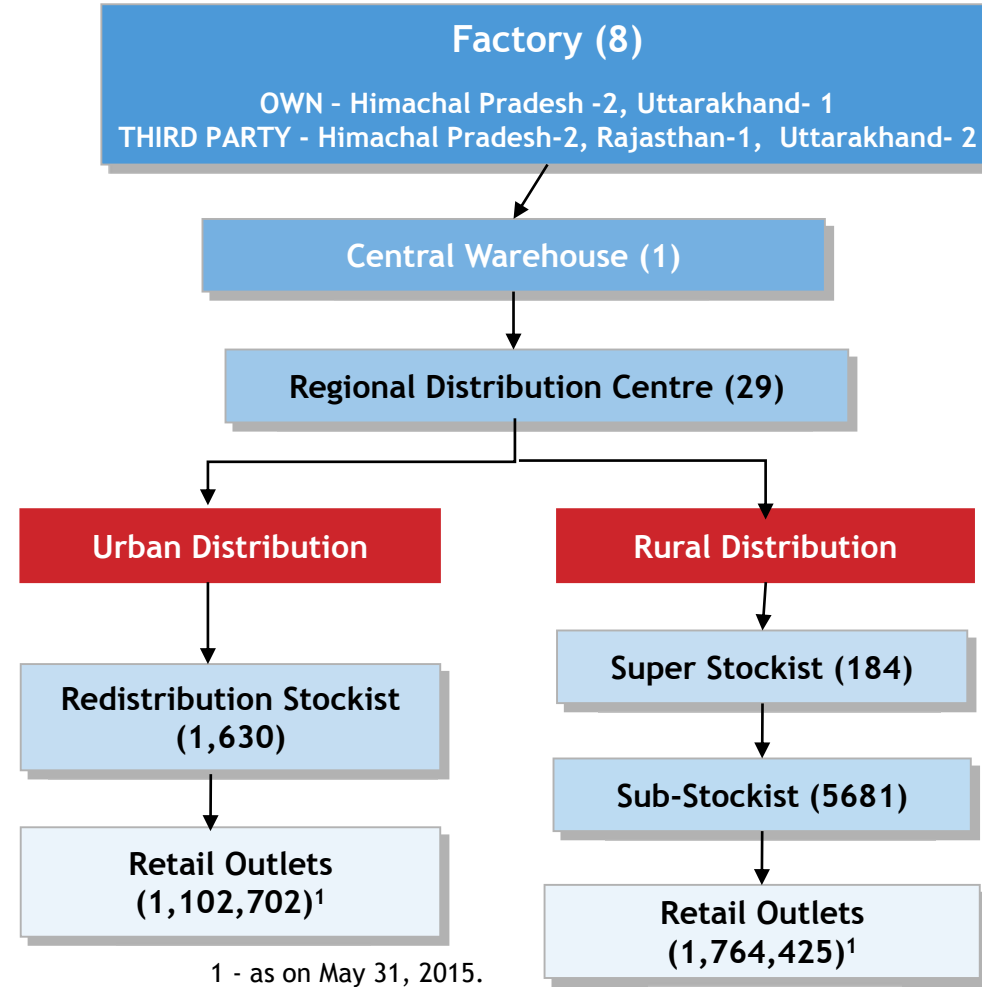 Factory (8)
OWN – Himachal Pradesh -2, Uttarakhand- 1
THIRD PARTY - Himachal Pradesh-2, Rajasthan-1, Uttarakhand- 2
Central Warehouse (1)
Regional Distribution Centre (29)
Urban Distribution
Redistribution Stockist
(1,630)
Retail Outlets
(1,102,702)¹
Rural Distribution
Super Stockist (184)
Sub-Stockist (5681)
Retail Outlets
(1,764,425)¹
1 - as on May 31, 2015.